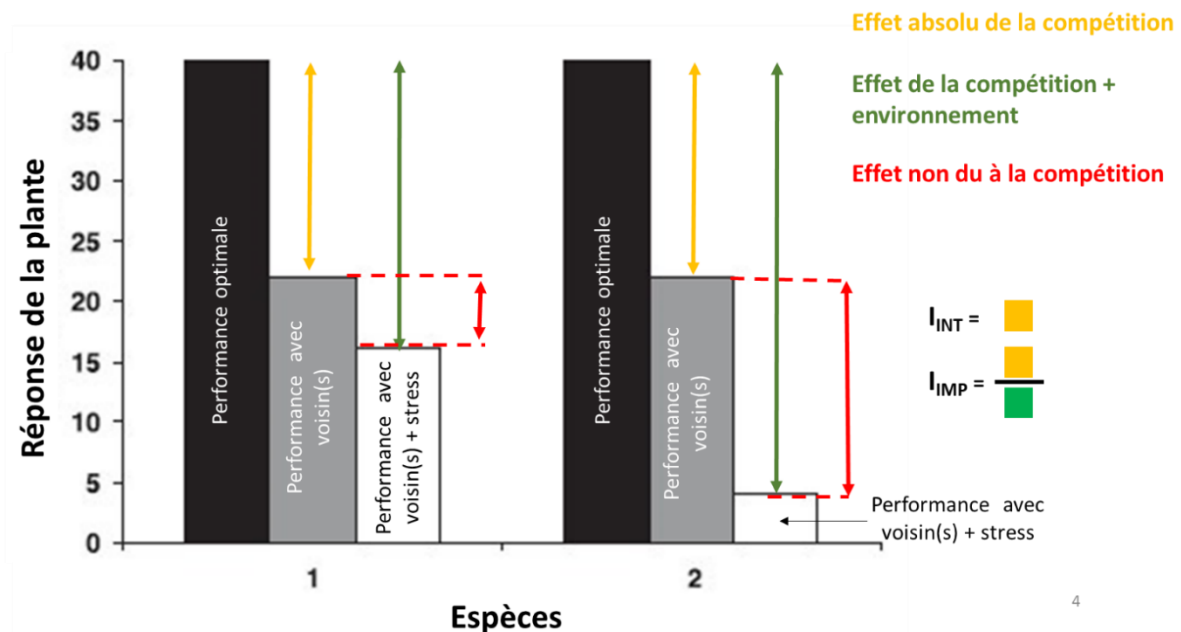 Effet absolu de la compétition
Effet de la compétition +
environnement
Effet non du à la compétition
Réponse de la plante
40
35
30
25
20
15
10
5
0
Performance optimale
Performance avec
voisin(s)
Performance avec
voisin(s) + stress
Performance optimale
Performance avec
voisin(s)
Performance avec
voisin(s) + stress
I_INT =
I_IMP =
1
2
Espèces
4